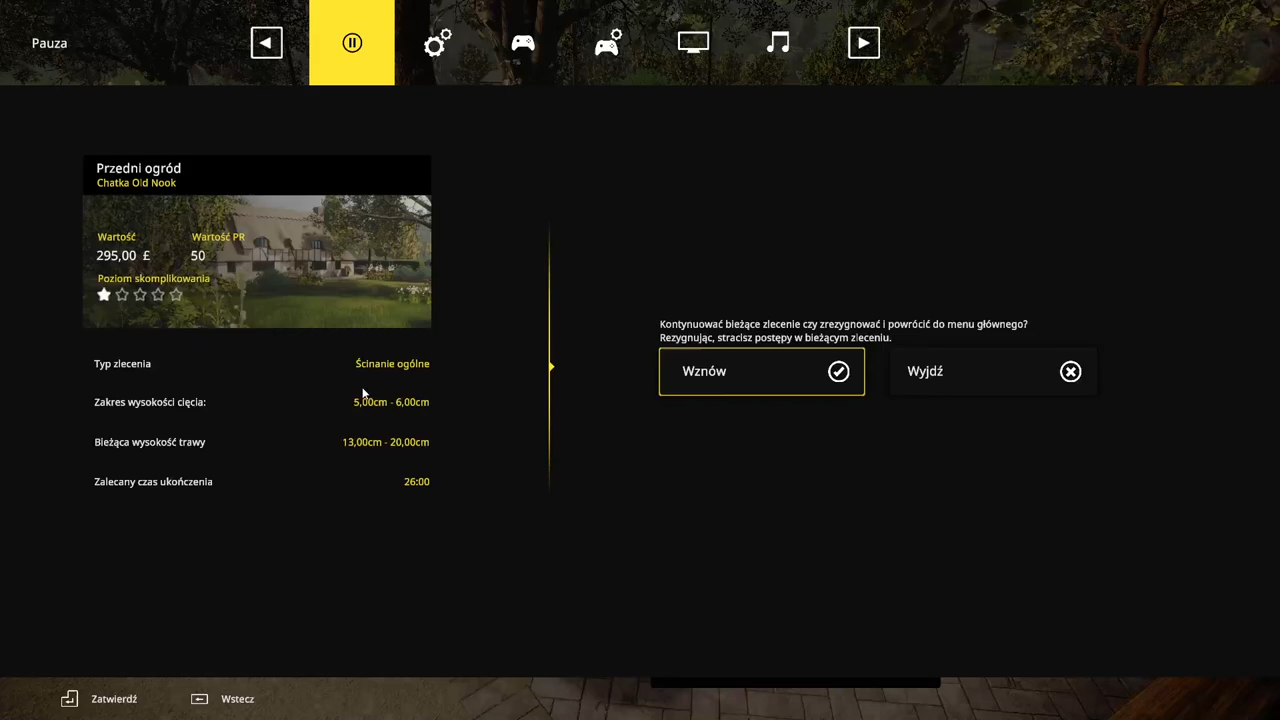 Pauza
Przedni ogród
Chatka Old Nook
Wartość Wartość PR
295,00 £ 50
Poziom skomplikowania
Typ zlecenia Ścinanie ogólne
Zakres wysokości cięcia: 5,00cm - 6,00cm
Bieżąca wysokość trawy 13,00cm - 20,00cm
Zalecany czas ukończenia 26:00
Kontynuować bieżące zlecenie czy zrezygnować i powrócić do menu głównego?
Rezygnując, stracisz postępy w bieżącym zleceniu.
Wznów Wyjdź
Zatwierdź Wstecz